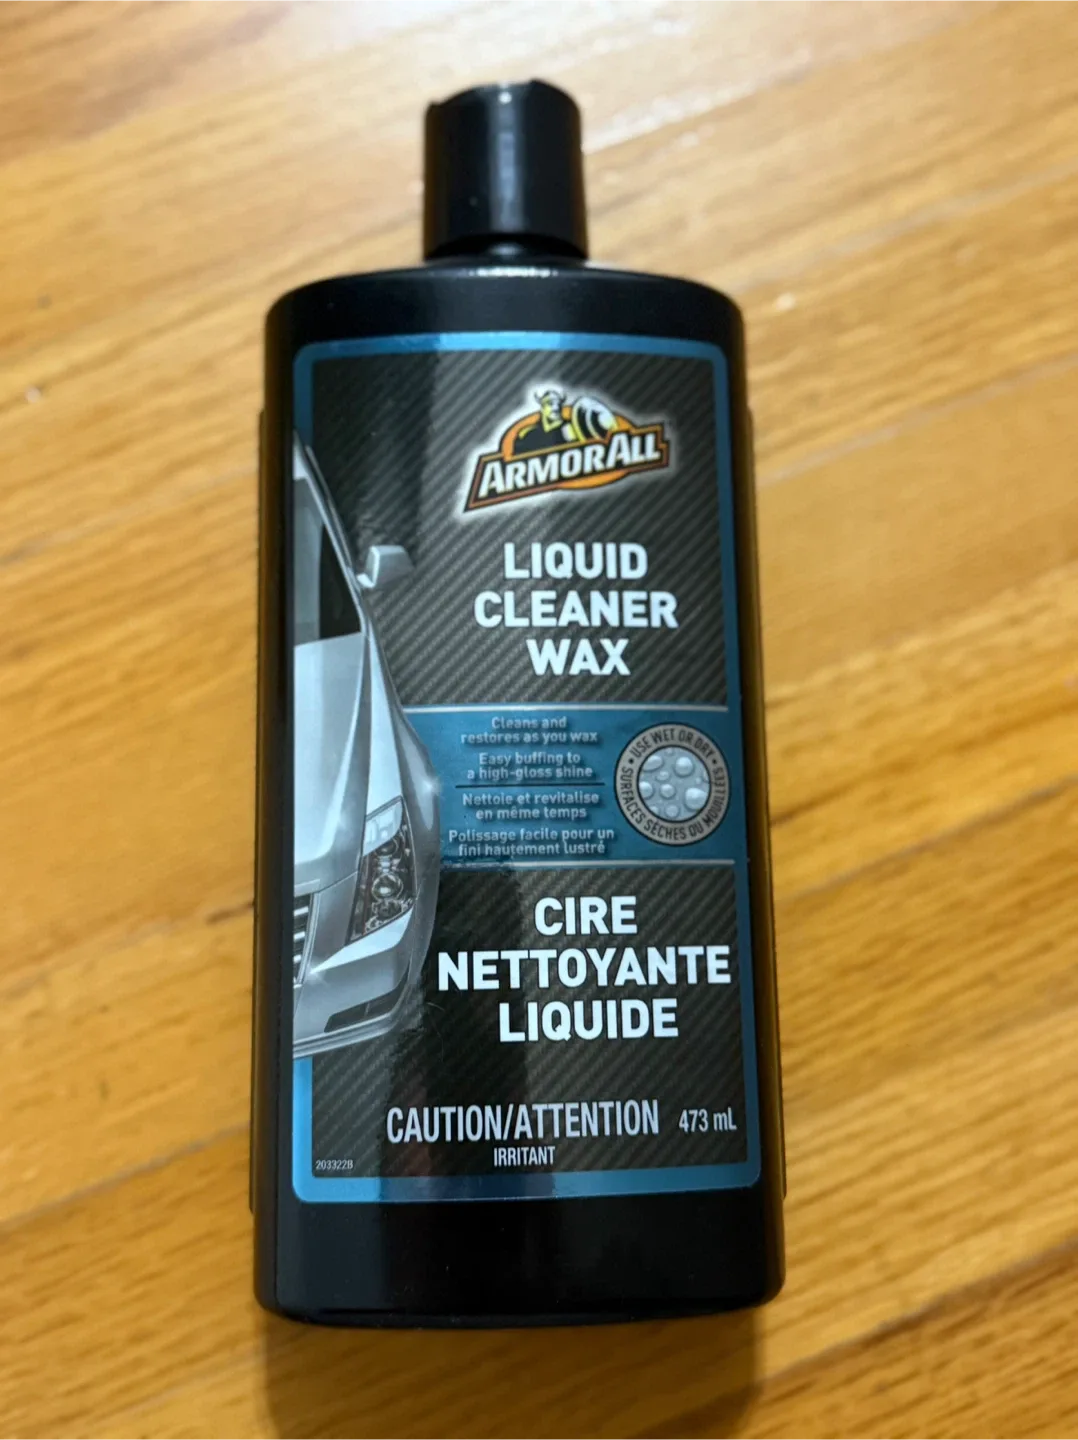 ARMORALL
LIQUID
CLEANER
WAX
Cleans and
restores as you wax
Easy buffing to
a high-gloss shine
Nettoie et revitalise
en même temps
Polissage facile pour un
fini hautement lustré
• USE WET OR DRY •
SURFACES SÈCHES OU MOUILLÉES
CIRE
NETTOYANTE
LIQUIDE
CAUTION/ATTENTION 473 mL
IRRITANT
203322B